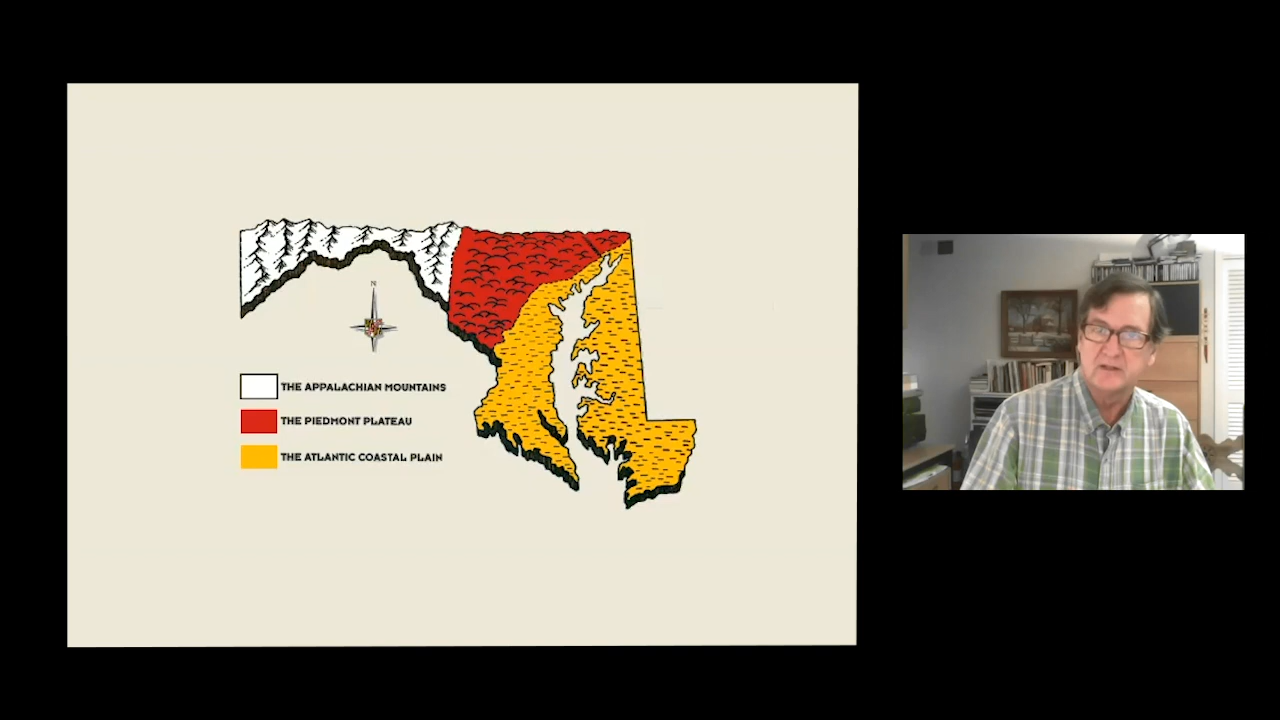 N
THE APPALACHIAN MOUNTAINS
THE PIEDMONT PLATEAU
THE ATLANTIC COASTAL PLAIN